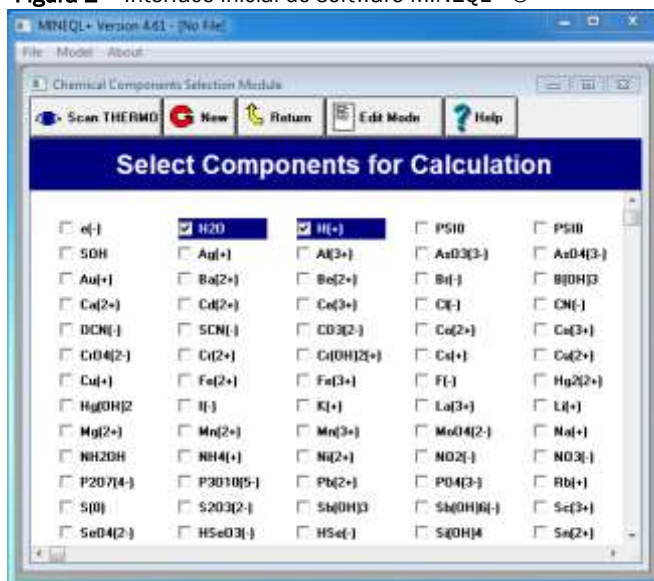 Figura 2 – Interface inicial do software MINEQL+ ®
MINEQL+ Version 4.61 - [No File]
File Model About
Chemical Components Selection Module
Scan THERMO New Return Edit Mode Help
Select Components for Calculation
e(-) H2O H(+) PSI0 PSIB
SOH Ag(+) Al(3+) AsO3(3-) AsO4(3-)
Au(+) Ba(2+) Be(2+) Br(-) B(OH)3
Ca(2+) Cd(2+) Ce(3+) Cl(-) CN(-)
OCN(-) SCN(-) CO3(2-) Co(2+) Co(3+)
CrO4(2-) Cr(2+) Cr(OH)2(+) Cs(+) Cu(2+)
Cu(+) Fe(2+) Fe(3+) F(-) Hg2(2+)
Hg(OH)2 I(-) K(+) La(3+) Li(+)
Mg(2+) Mn(2+) Mn(3+) MoO4(2-) Na(+)
NH2OH NH4(+) Ni(2+) NO2(-) NO3(-)
P2O7(4-) P3O10(5-) Pb(2+) PO4(3-) Rb(+)
S(0) S2O3(2-) Sb(OH)3 Sb(OH)6(-) Sc(3+)
SeO4(2-) HSeO3(-) HSe(-) Si(OH)4 Sn(2+)